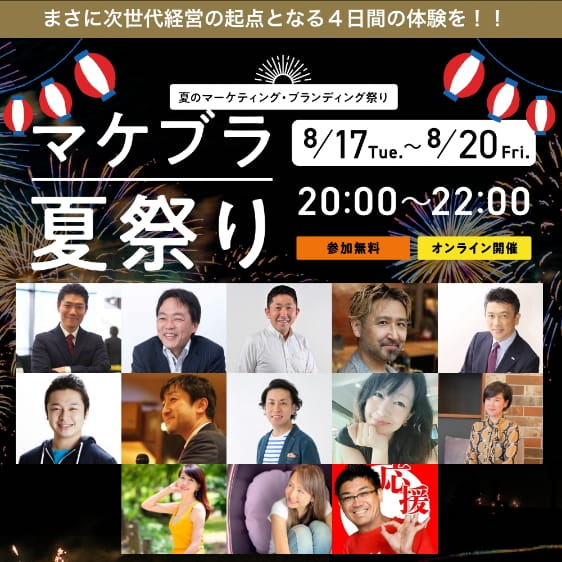 まさに次世代経営の起点となる４日間の体験を！！
夏のマーケティング・ブランディング祭り
マケブラ
夏祭り
8/17Tue.～8/20Fri.
20:00～22:00
参加無料
オンライン開催
応援